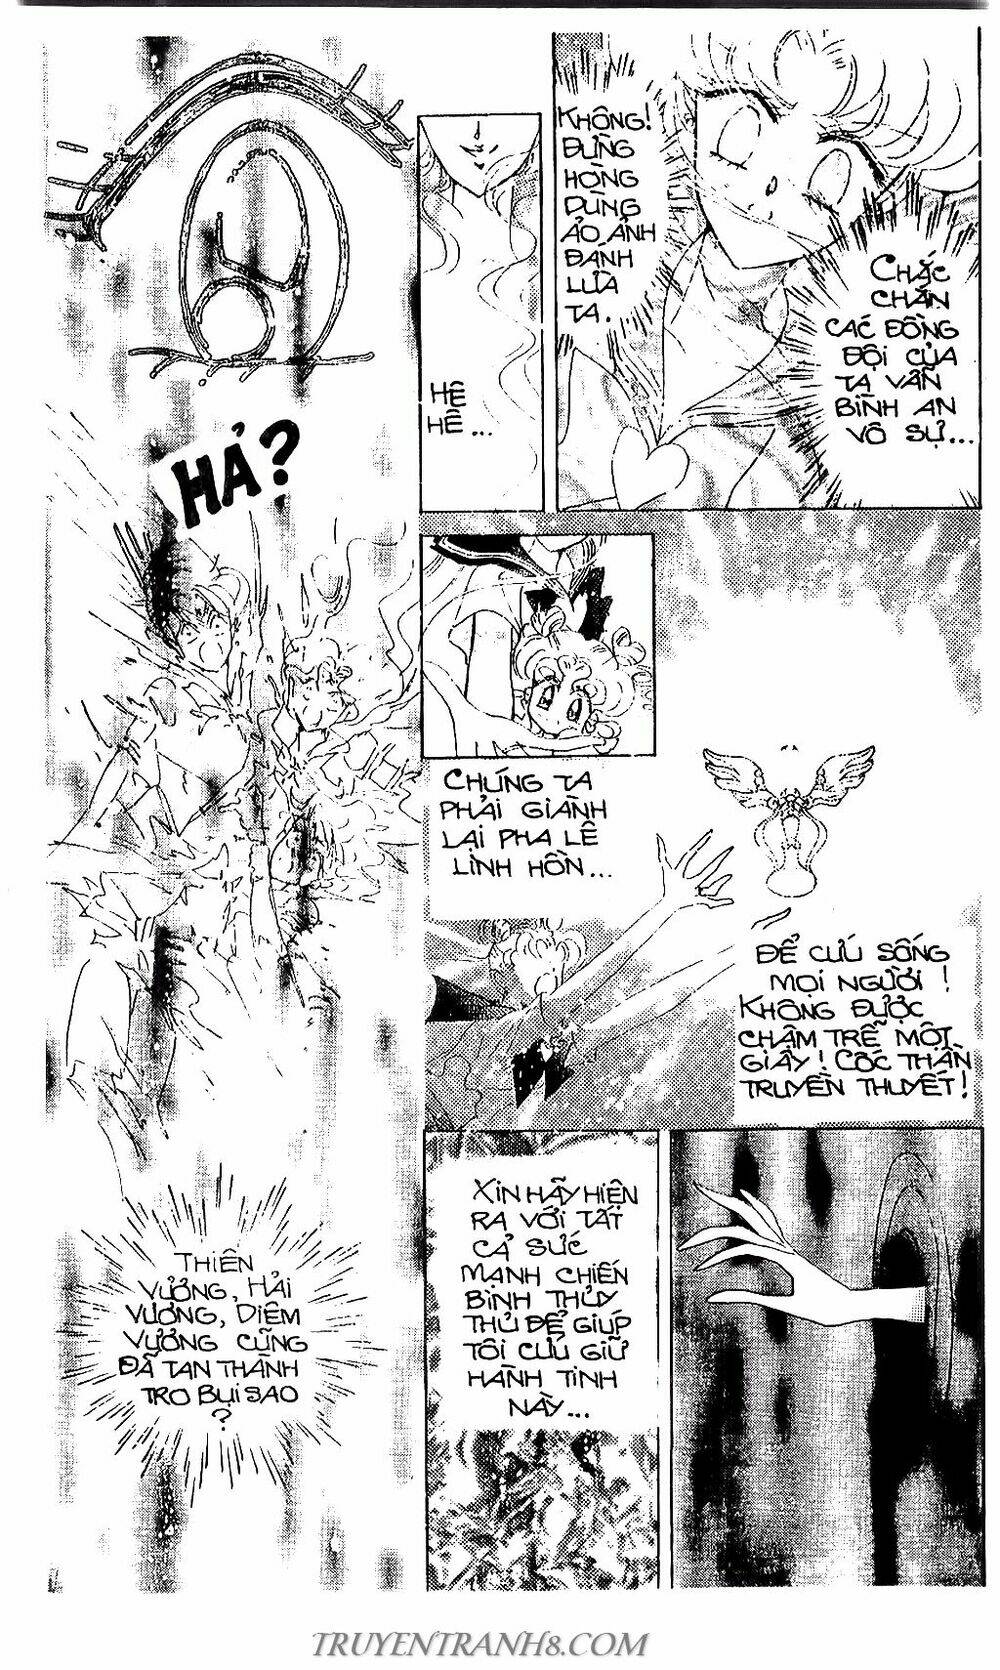 KHÔNG!
ĐỪNG
HÒNG
DÙNG
ẢO ẢNH
ĐÁNH
LỪA
TA.
CHẮC
CHẮN
CÁC ĐỒNG
ĐỘI CỦA
TA VẪN
BÌNH AN
VÔ SỰ...
HÊ
HÊ...
HẢ?
THIÊN
VƯƠNG, HẢI
VƯƠNG, DIÊM
VƯƠNG CŨNG
ĐÃ TAN THÀNH
TRO BỤI SAO
?
CHÚNG TA
PHẢI GIÀNH
LẠI PHA LÊ
LINH HỒN...
ĐỂ CỨU SỐNG
MỌI NGƯỜI!
KHÔNG ĐƯỢC
CHẬM TRỄ MỘT
GIÂY! CỐC THẦN
TRUYỀN THUYẾT!
XIN HÃY HIỆN
RA VỚI TẤT
CẢ SỨC
MẠNH CHIẾN
BINH THỦY
THỦ ĐỂ GIÚP
TÔI CỨU GIỮ
HÀNH TINH
NÀY...
TRUYENTRANH8.COM